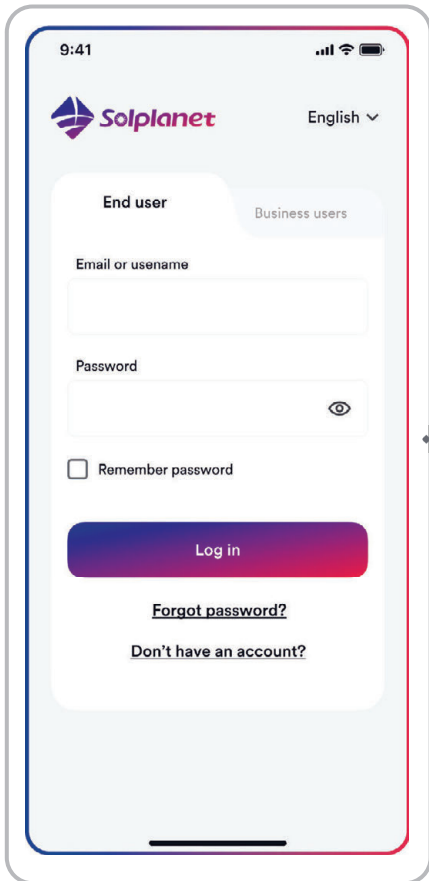 9:41
Solplanet
English
End user
Business users
Email or usename
Password
Remember password
Log in
Forgot password?
Don't have an account?